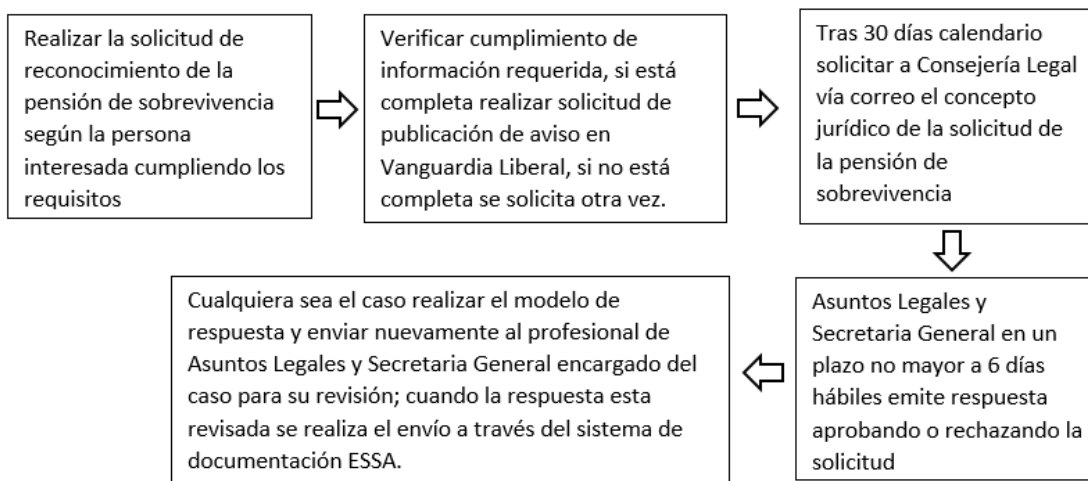 Realizar la solicitud de
reconocimiento de la
pensión de sobrevivencia
según la persona
interesada cumpliendo los
requisitos
Verificar cumplimiento de
información requerida, si está
completa realizar solicitud de
publicación de aviso en
Vanguardia Liberal, si no está
completa se solicita otra vez.
Tras 30 días calendario
solicitar a Consejería Legal
vía correo el concepto
jurídico de la solicitud de
la pensión de
sobrevivencia
Asuntos Legales y
Secretaria General en un
plazo no mayor a 6 días
hábiles emite respuesta
aprobando o rechazando la
solicitud
Cualquiera sea el caso realizar el modelo de
respuesta y enviar nuevamente al profesional de
Asuntos Legales y Secretaria General encargado del
caso para su revisión; cuando la respuesta esta
revisada se realiza el envío a través del sistema de
documentación ESSA.